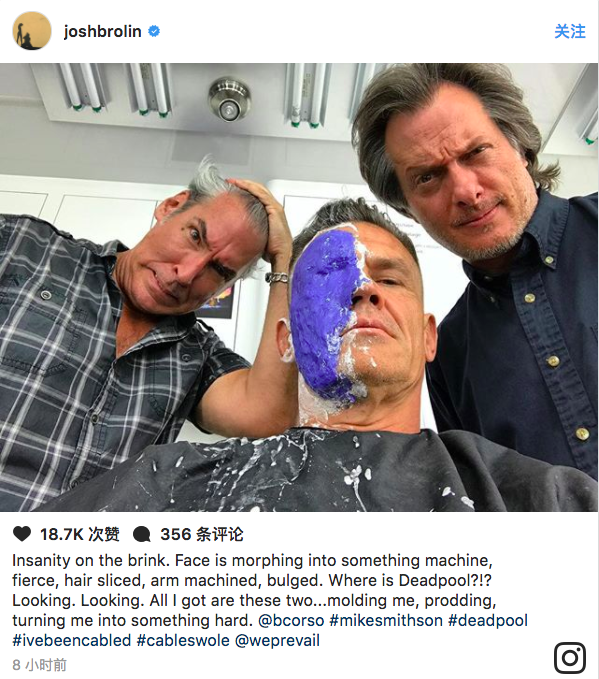 joshbrolin
关注
18.7K 次赞 356 条评论
Insanity on the brink. Face is morphing into something machine,
fierce, hair sliced, arm machined, bulged. Where is Deadpool?!?
Looking. Looking. All I got are these two...molding me, prodding,
turning me into something hard. @bcorso #mikesmithson #deadpool
#ivebeencabled #cableswole @weprevail
8 小时前